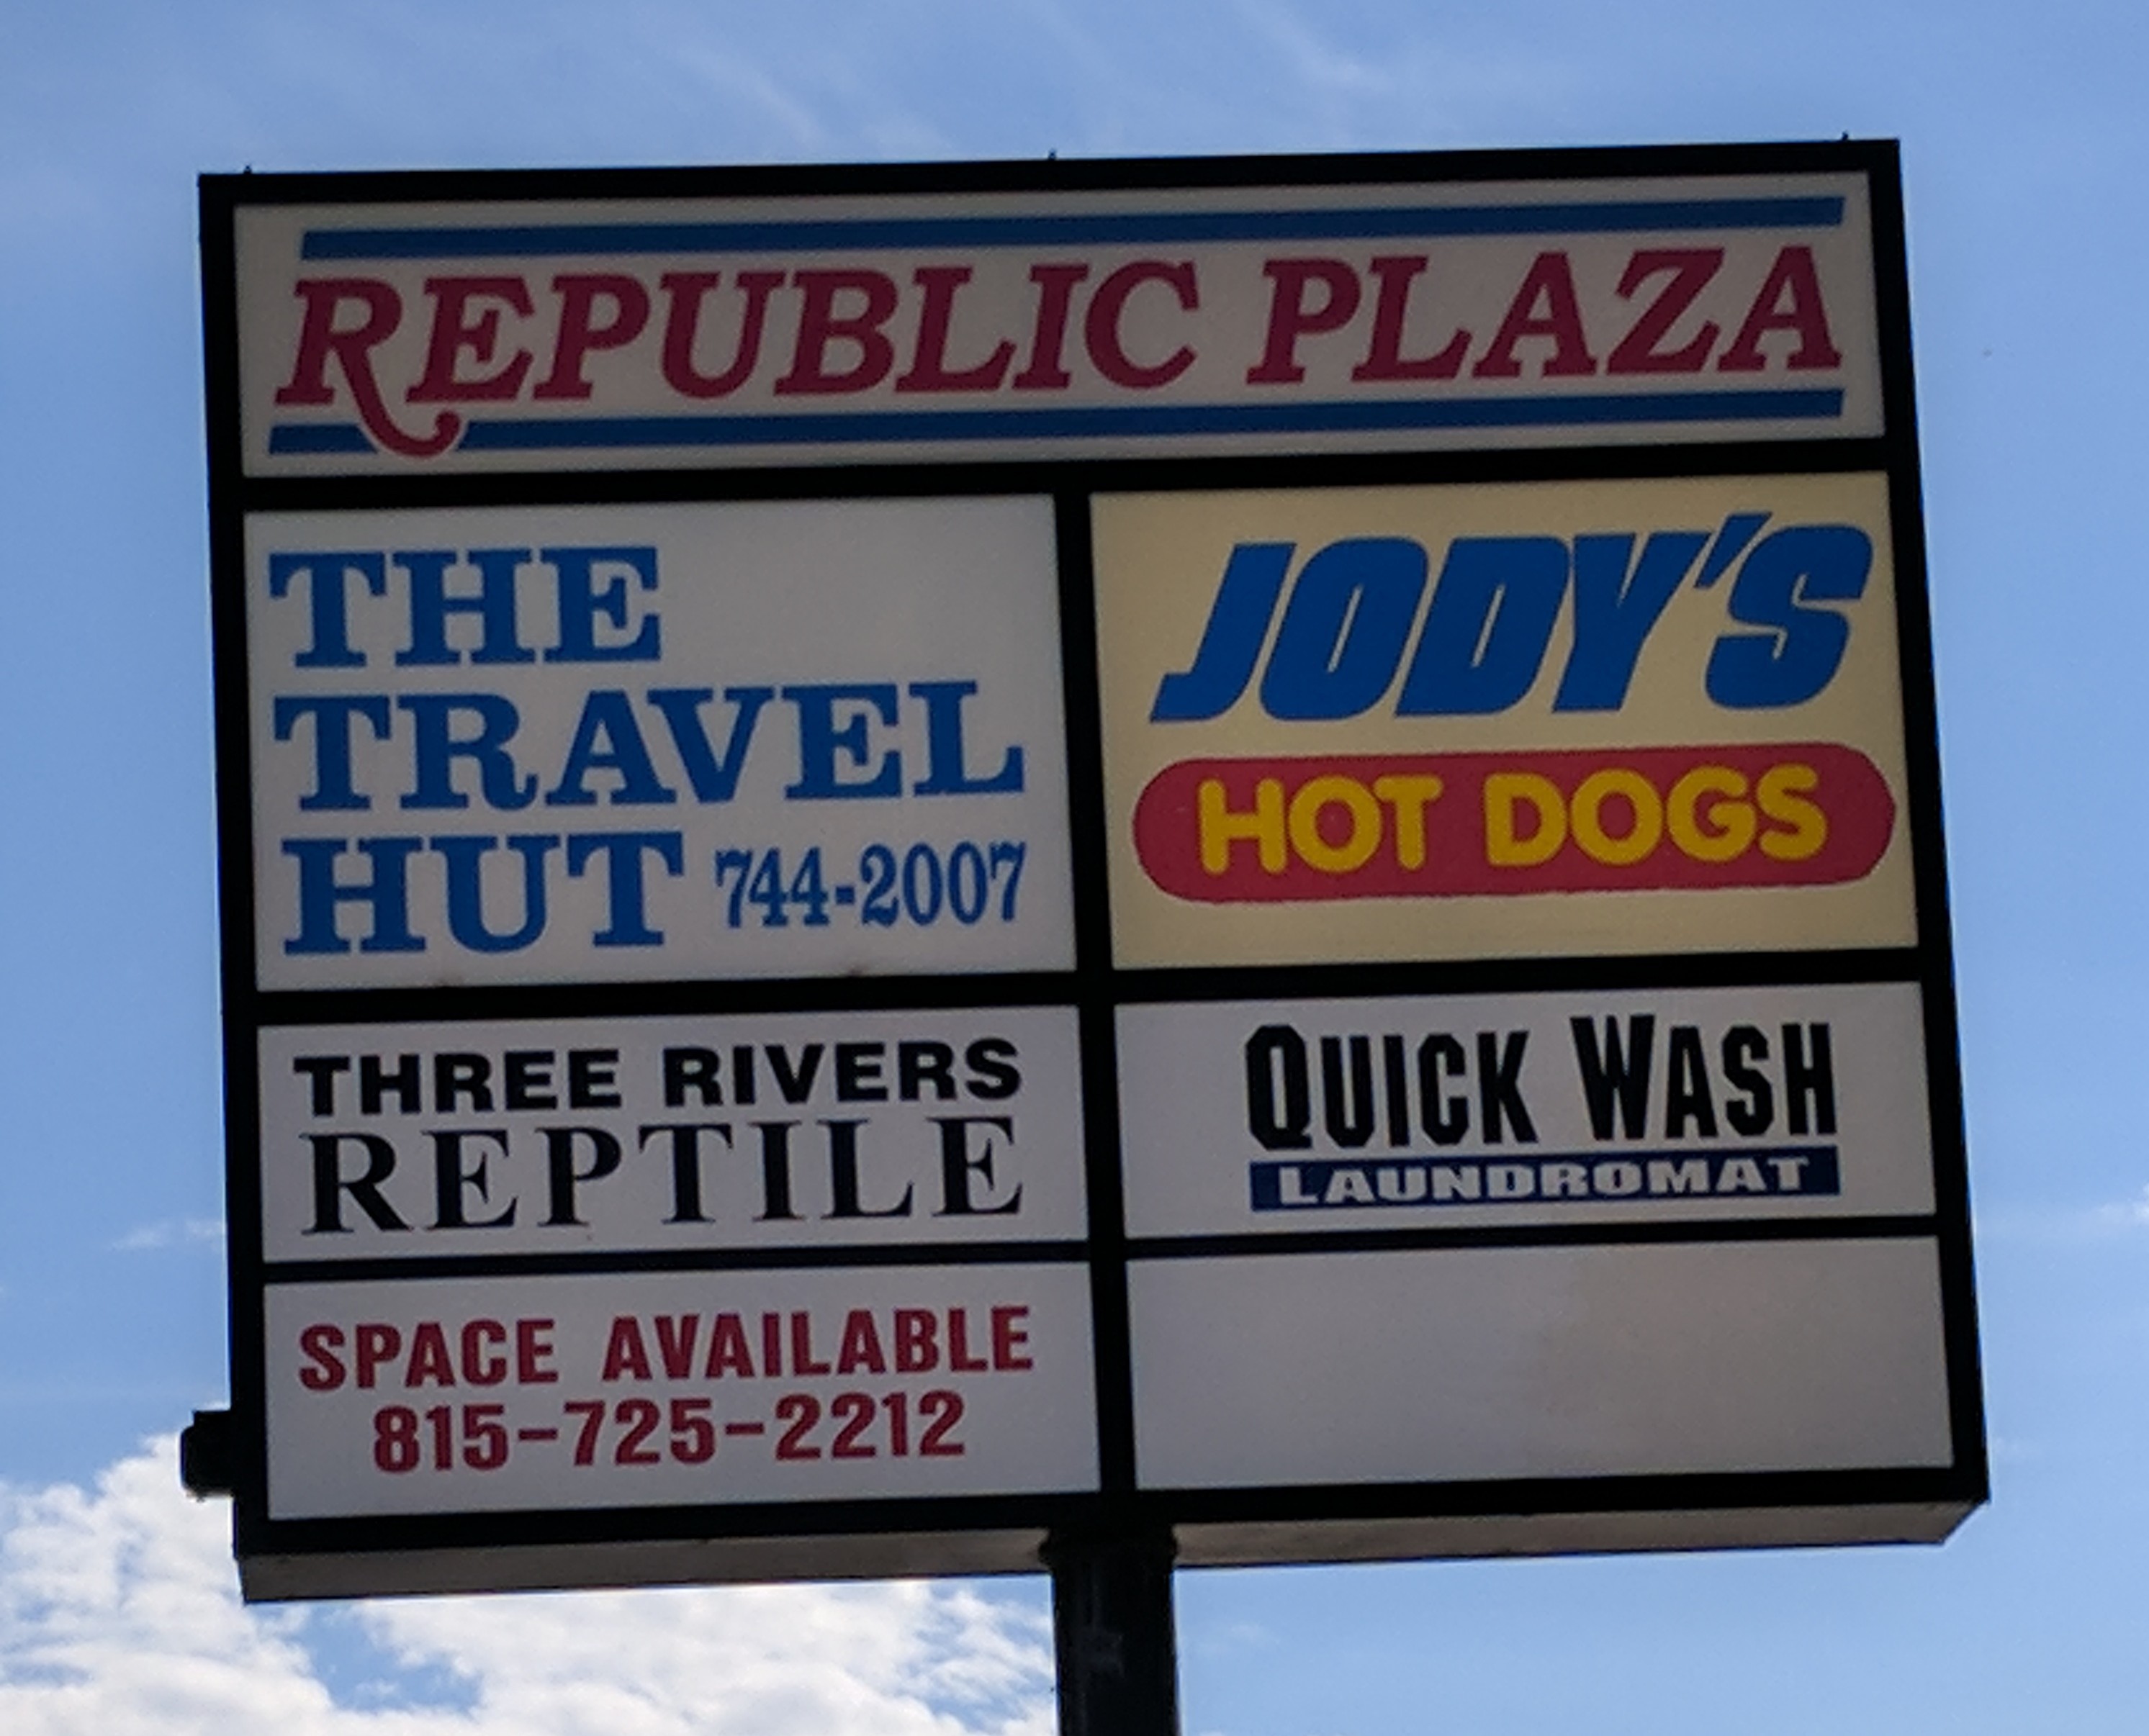 REPUBLIC PLAZA
THE
TRAVEL
HUT 744-2007
JODY'S
HOT DOGS
THREE RIVERS
REPTILE
QUICK WASH
LAUNDROMAT
SPACE AVAILABLE
815-725-2212